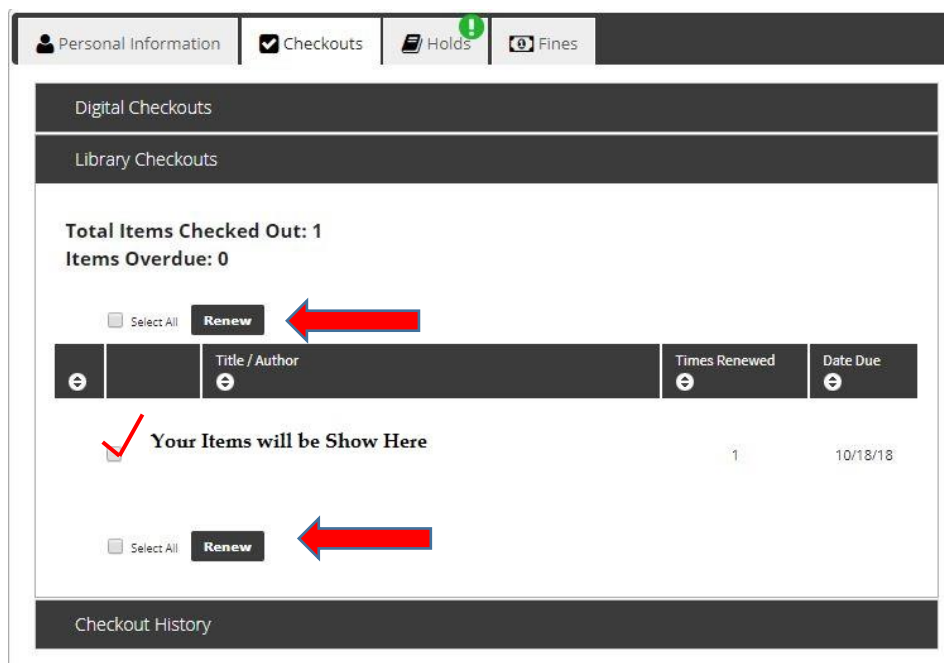 Personal Information Checkouts Holds Fines
Digital Checkouts
Library Checkouts
Total Items Checked Out: 1
Items Overdue: 0
Select All Renew
Title / Author Times Renewed Date Due
Your Items will be Show Here 1 10/18/18
Select All Renew
Checkout History